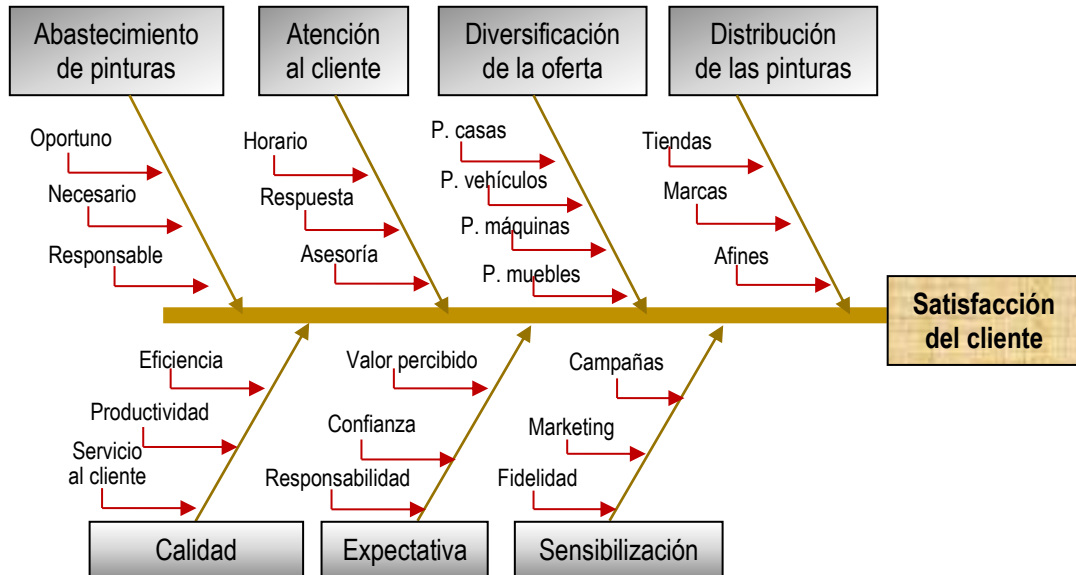 Abastecimiento
de pinturas
Atención
al cliente
Diversificación
de la oferta
Distribución
de las pinturas
Oportuno
Necesario
Responsable
Horario
Respuesta
Asesoría
P. casas
P. vehículos
P. máquinas
P. muebles
Tiendas
Marcas
Afines
Satisfacción
del cliente
Eficiencia
Productividad
Servicio
al cliente
Valor percibido
Confianza
Responsabilidad
Campañas
Marketing
Fidelidad
Calidad
Expectativa
Sensibilización